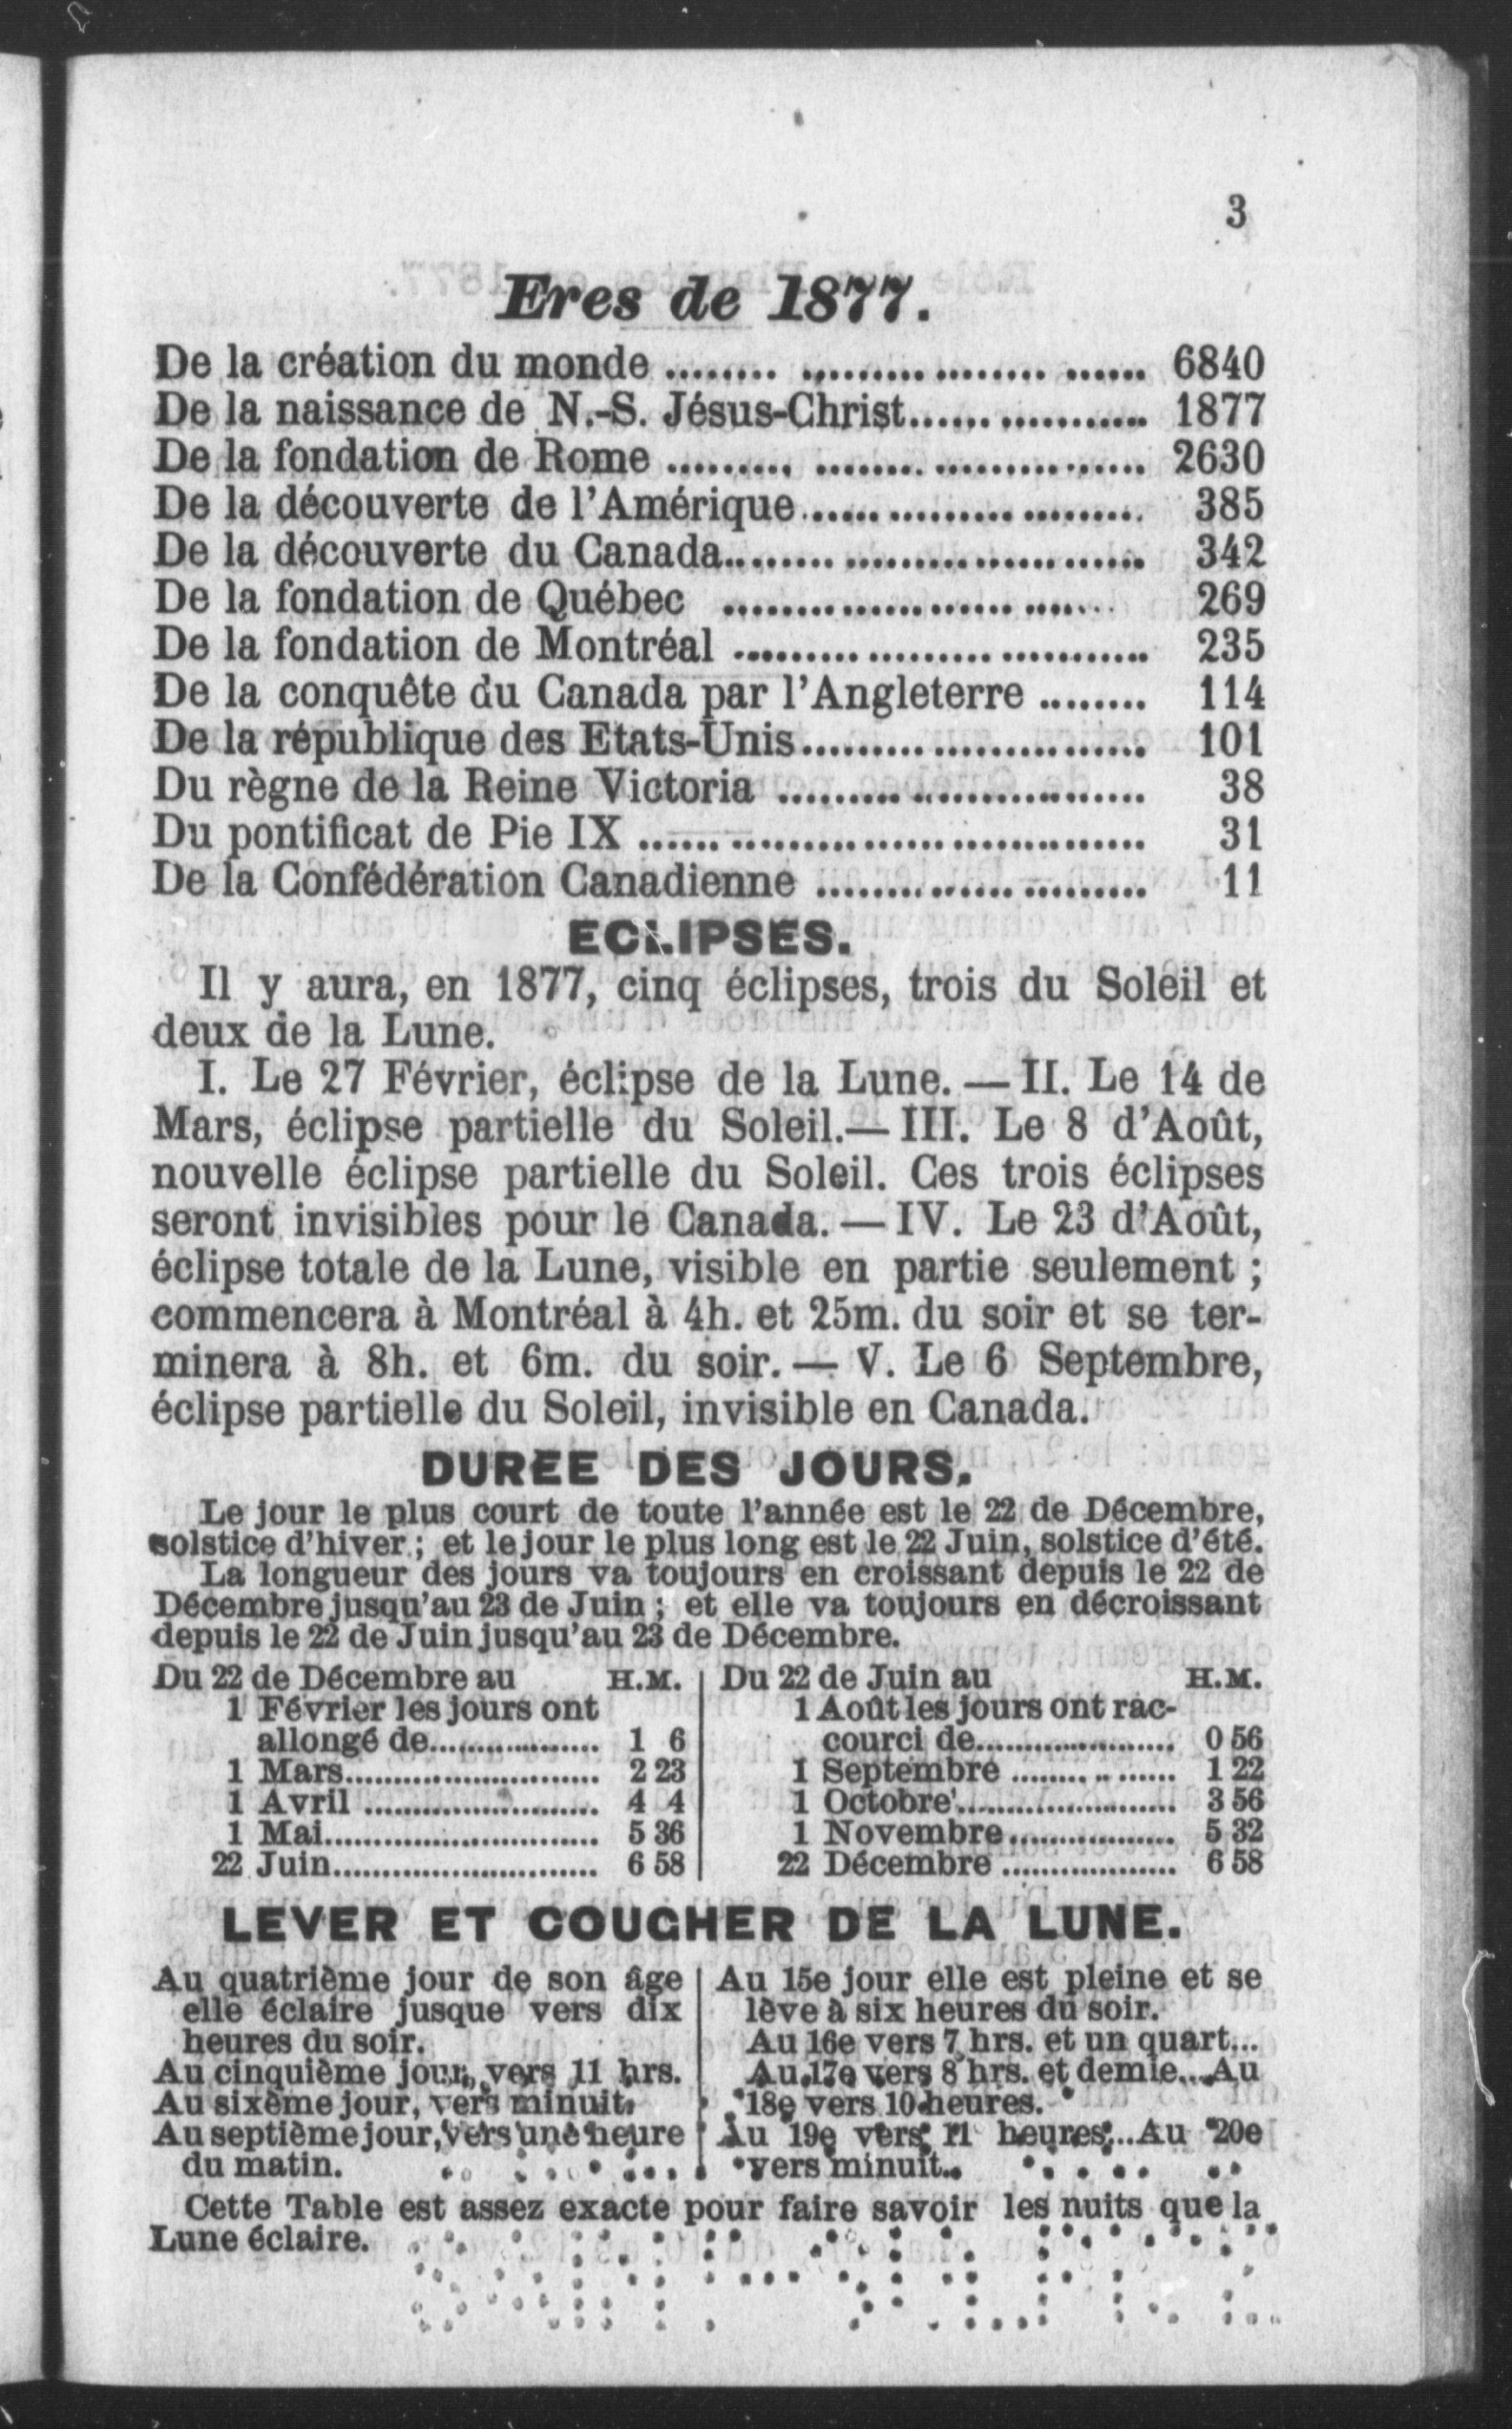 3
Eres de 1877.
De la création du monde ........ ......... ........ ...... 6840
De la naissance de N.-S. Jésus-Christ...... ........... 1877
De la fondation de Rome ......... ........ ................ 2630
De la découverte de l'Amérique...... ......... ......... 385
De la découverte du Canada......... ............... ...... 342
De la fondation de Québec ..................... ....... 269
De la fondation de Montréal ......... ......... ........... 235
De la conquête du Canada par l'Angleterre ........ 114
De la république des Etats-Unis......... ............... 101
Du règne de la Reine Victoria ......... .................. 38
Du pontificat de Pie IX ...... ............................. 31
De la Confédération Canadienne ............... ......... 11
ECLIPSES.
Il y aura, en 1877, cinq éclipses, trois du Soleil et
deux de la Lune.
I. Le 27 Février, éclipse de la Lune. — II. Le 14 de
Mars, éclipse partielle du Soleil.— III. Le 8 d'Août,
nouvelle éclipse partielle du Soleil. Ces trois éclipses
seront invisibles pour le Canada. — IV. Le 23 d'Août,
éclipse totale de la Lune, visible en partie seulement ;
commencera à Montréal à 4h. et 25m. du soir et se ter-
minera à 8h. et 6m. du soir. — V. Le 6 Septembre,
éclipse partielle du Soleil, invisible en Canada.
DURÉE DES JOURS.
Le jour le plus court de toute l'année est le 22 de Décembre,
solstice d'hiver ; et le jour le plus long est le 22 Juin, solstice d'été.
La longueur des jours va toujours en croissant depuis le 22 de
Décembre jusqu'au 23 de Juin ; et elle va toujours en décroissant
depuis le 22 de Juin jusqu'au 23 de Décembre.
Du 22 de Décembre au H.M.
1 Février les jours ont
allongé de.................. 1 6
1 Mars........................... 2 23
1 Avril ......................... 4 4
1 Mai............................. 5 36
22 Juin............................ 6 58
Du 22 de Juin au H.M.
1 Août les jours ont rac-
courci de..................... 0 56
1 Septembre ......... .. ...... 1 22
1 Octobre....................... 3 56
1 Novembre.................. 5 32
22 Décembre .................. 6 58
LEVER ET COUCHER DE LA LUNE.
Au quatrième jour de son âge
elle éclaire jusque vers dix
heures du soir.
Au cinquième jour, vers 11 hrs.
Au sixème jour, vers minuit.
Au septième jour, vers une heure
du matin.
Au 15e jour elle est pleine et se
lève à six heures du soir.
Au 16e vers 7 hrs. et un quart...
Au 17e vers 8 hrs. et demie...Au
18e vers 10 heures.
Au 19e vers 11 heures...Au 20e
vers minuit..
Cette Table est assez exacte pour faire savoir les nuits que la
Lune éclaire.